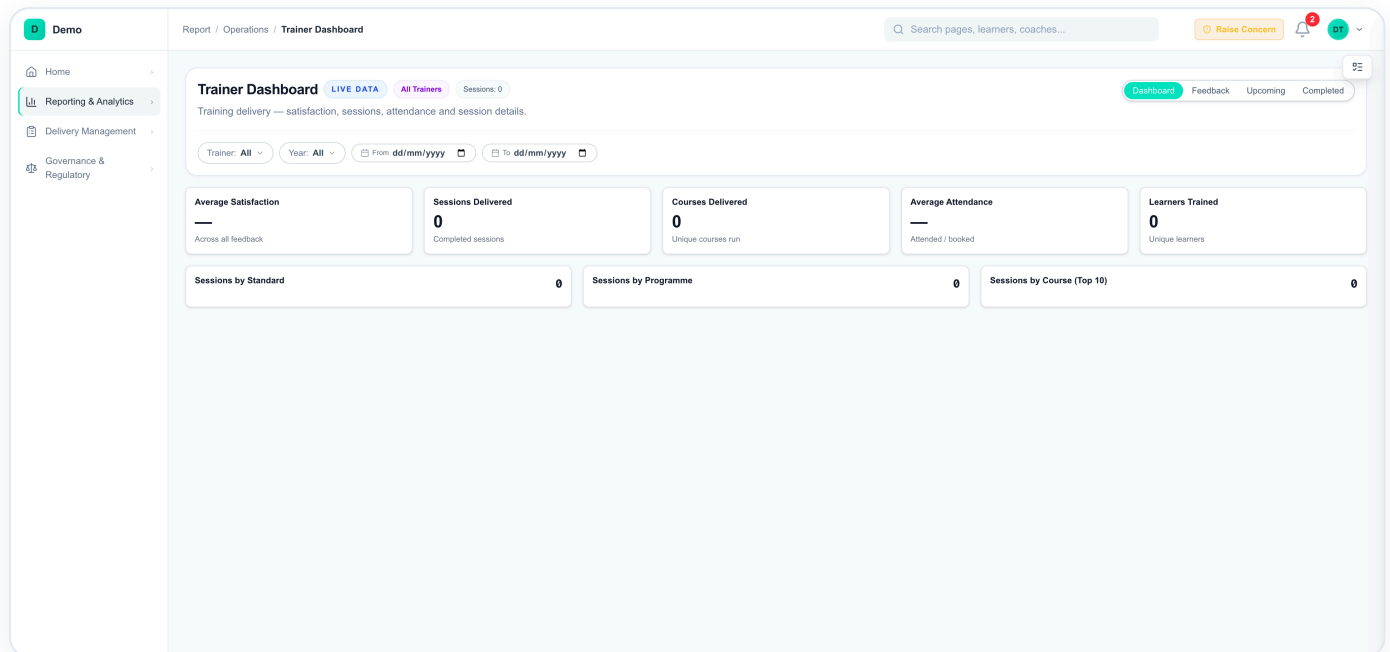 D Demo
Report / Operations / Trainer Dashboard
Search pages, learners, coaches...
Raise Concern
2
DT
Home
Reporting & Analytics
Delivery Management
Governance &
Regulatory
Trainer Dashboard LIVE DATA All Trainers Sessions: 0
Dashboard Feedback Upcoming Completed
Training delivery — satisfaction, sessions, attendance and session details.
Trainer: All Year: All From dd/mm/yyyy To dd/mm/yyyy
Average Satisfaction
—
Across all feedback
Sessions Delivered
0
Completed sessions
Courses Delivered
0
Unique courses run
Average Attendance
—
Attended / booked
Learners Trained
0
Unique learners
Sessions by Standard 0
Sessions by Programme 0
Sessions by Course (Top 10) 0